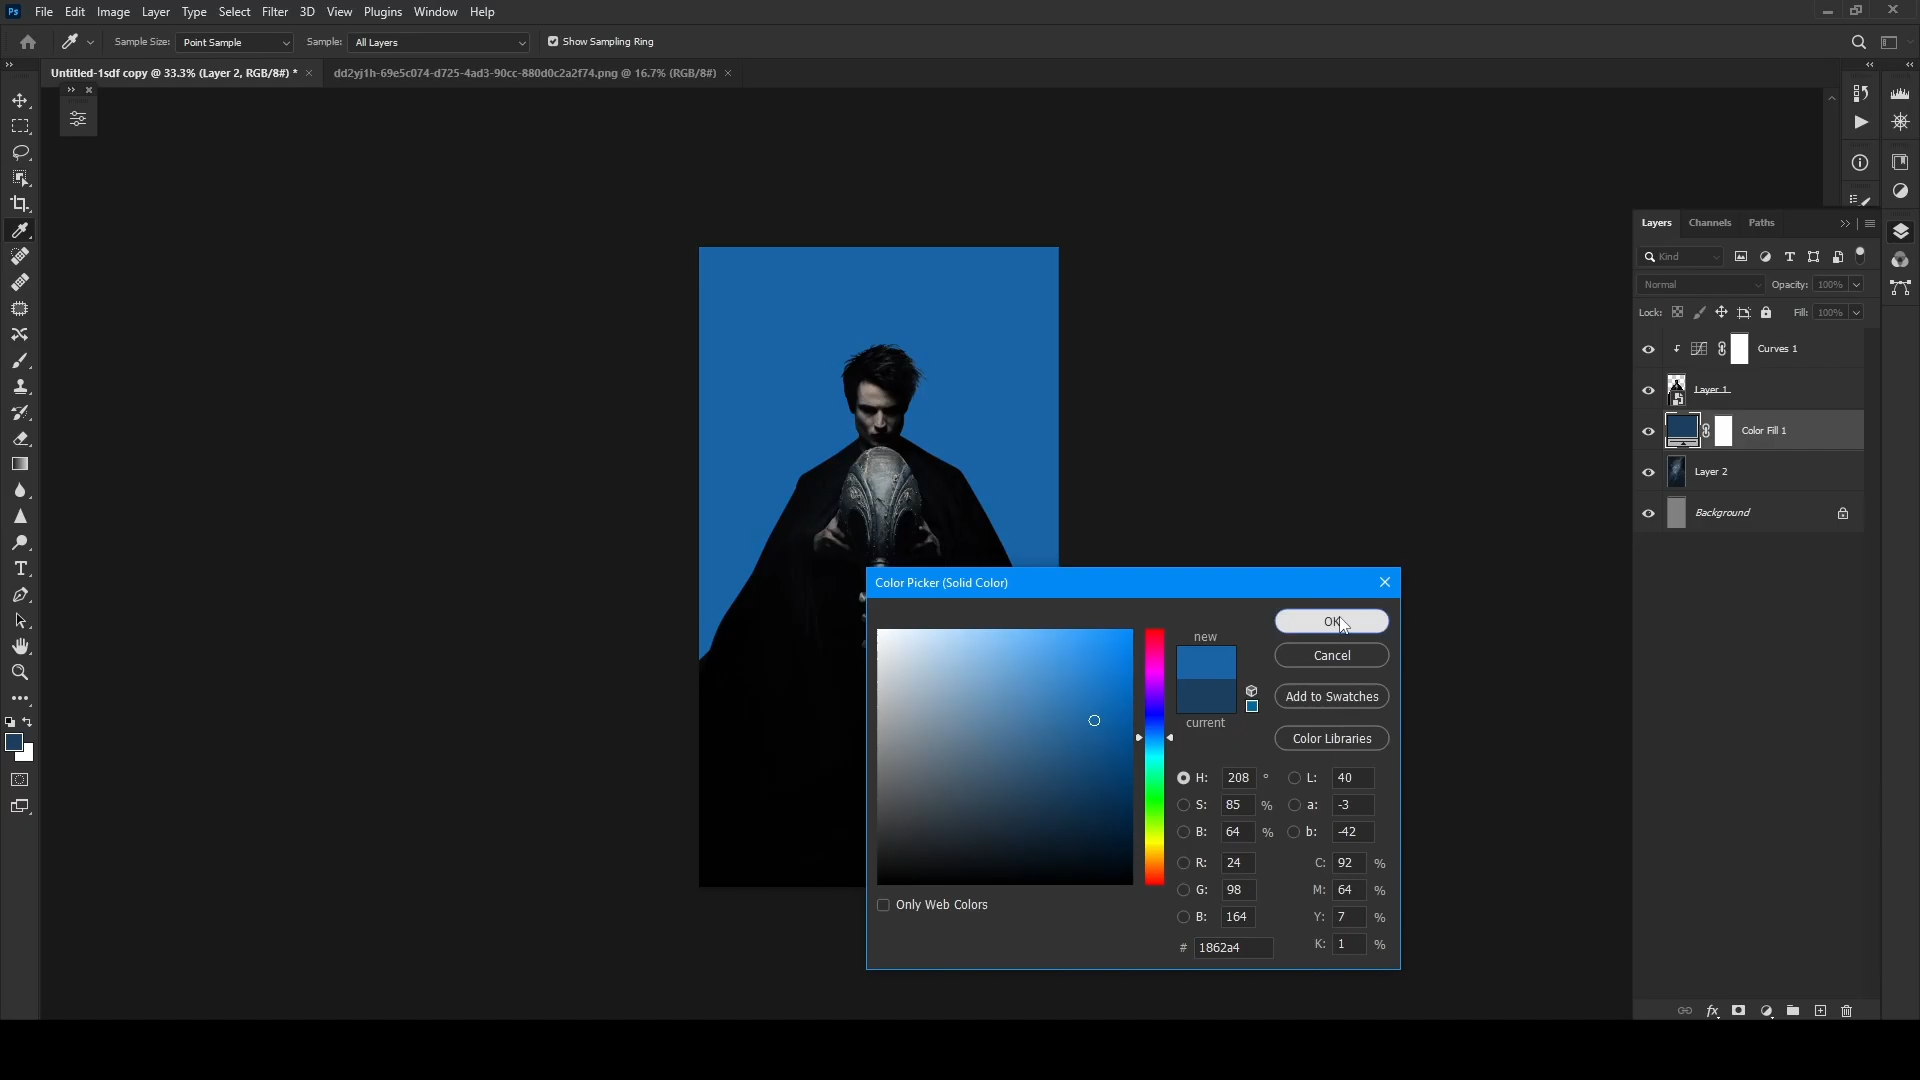 Ps File Edit Image Layer Type Select Filter 3D View Plugins Window Help
Sample Size: Point Sample Sample: All Layers Show Sampling Ring
Untitled-1sdf copy @ 33.3% (Layer 2, RGB/8#) * × dd2yj1h-69e5c074-d725-4ad3-90cc-880d0c2a2f74.png @ 16.7% (RGB/8#) ×
Layers Channels Paths
Kind
Normal Opacity: 100%
Lock: Fill: 100%
Curves 1
Layer 1
Color Fill 1
Layer 2
Background
Color Picker (Solid Color)
new
current
OK
Cancel
Add to Swatches
Color Libraries
H: 208 ° L: 40
S: 85 % a: -3
B: 64 % b: -42
R: 24 C: 92 %
G: 98 M: 64 %
B: 164 Y: 7 %
# 1862a4 K: 1 %
Only Web Colors
fx